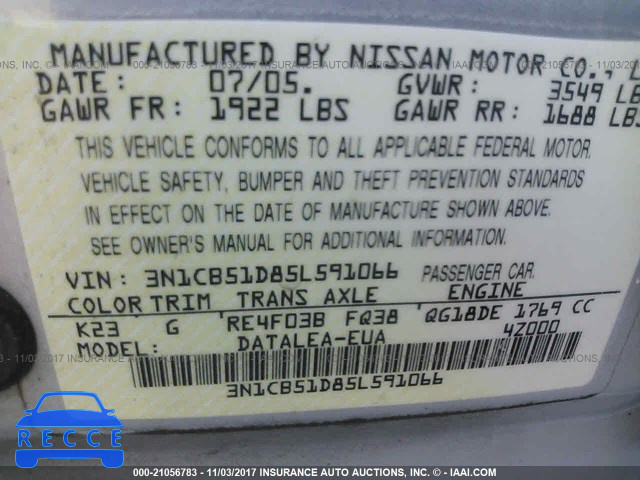 MANUFACTURED BY NISSAN MOTOR CO., L
DATE: 07/05. GVWR: 3549 LB
GAWR FR: 1922 LBS GAWR RR: 1688 LBS
THIS VEHICLE CONFORMS TO ALL APPLICABLE FEDERAL MOTOR
VEHICLE SAFETY, BUMPER AND THEFT PREVENTION STANDARDS
IN EFFECT ON THE DATE OF MANUFACTURE SHOWN ABOVE.
SEE OWNER'S MANUAL FOR ADDITIONAL INFORMATION.
VIN: 3N1CB51D85L591066 PASSENGER CAR.
COLOR TRIM TRANS AXLE ENGINE
K23 G RE4F03B FQ38 QG18DE 1769 CC
MODEL: DATALEA-EUA 4Z000
3N1CB51D85L591066
RECCE
000-21056783 - 11/03/2017 INSURANCE AUTO AUCTIONS, INC. - © IAAI.COM